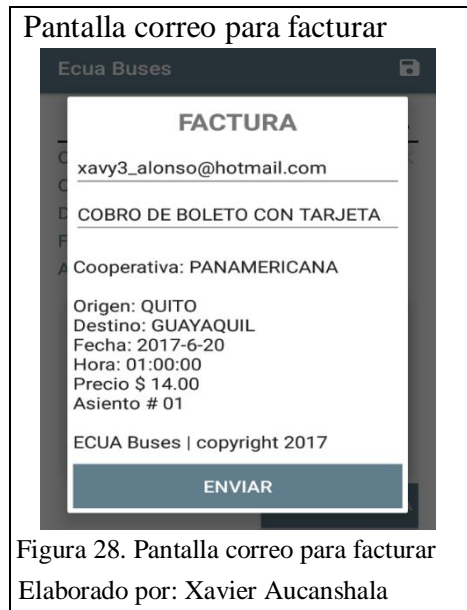 Pantalla correo para facturar
Ecua Buses
FACTURA
xavy3_alonso@hotmail.com
COBRO DE BOLETO CON TARJETA
Cooperativa: PANAMERICANA
Origen: QUITO
Destino: GUAYAQUIL
Fecha: 2017-6-20
Hora: 01:00:00
Precio $ 14.00
Asiento # 01
ECUA Buses | copyright 2017
ENVIAR
Figura 28. Pantalla correo para facturar
Elaborado por: Xavier Aucanshala